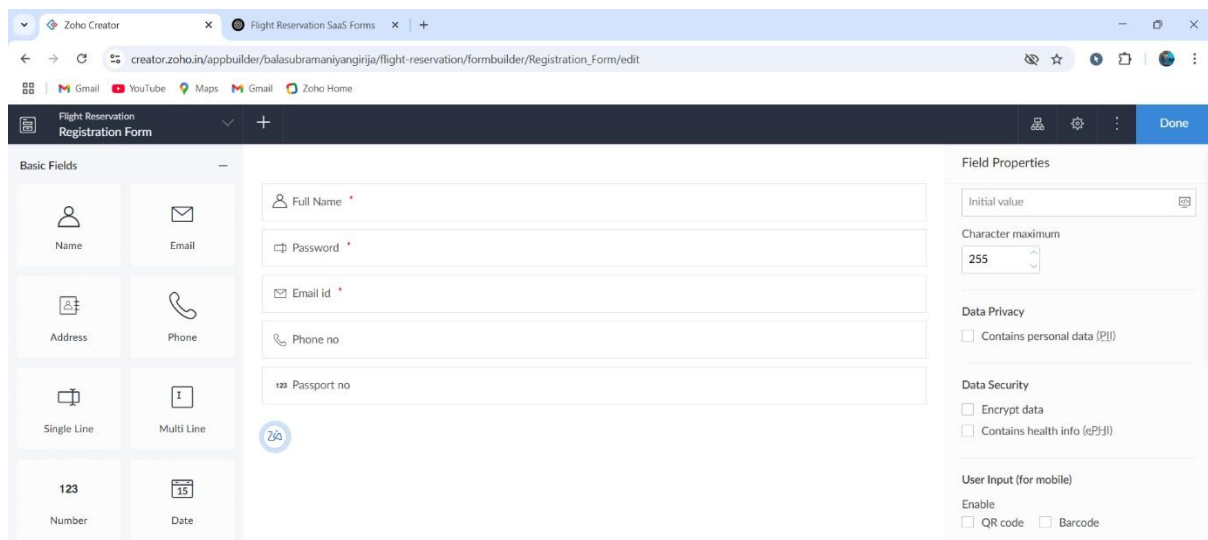 Zoho Creator
Flight Reservation SaaS Forms
creator.zoho.in/appbuilder/balasubramaniyangirija/flight-reservation/formbuilder/Registration_Form/edit
Gmail YouTube Maps Gmail Zoho Home
Flight Reservation
Registration Form
Done
Basic Fields
Name Email
Address Phone
Single Line Multi Line
123 15
Number Date
Full Name *
Password *
Email id *
Phone no
123 Passport no
Zia
Field Properties
Initial value
Character maximum
255
Data Privacy
Contains personal data (PII)
Data Security
Encrypt data
Contains health info (ePHI)
User Input (for mobile)
Enable
QR code Barcode